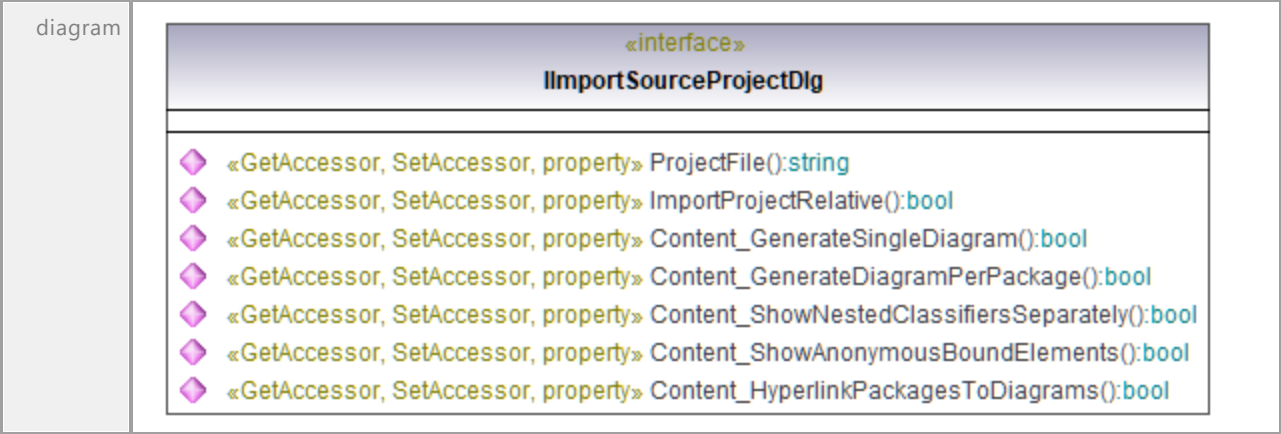 diagram
«interface»
IImportSourceProjectDlg
«GetAccessor, SetAccessor, property» ProjectFile():string
«GetAccessor, SetAccessor, property» ImportProjectRelative():bool
«GetAccessor, SetAccessor, property» Content_GenerateSingleDiagram():bool
«GetAccessor, SetAccessor, property» Content_GenerateDiagramPerPackage():bool
«GetAccessor, SetAccessor, property» Content_ShowNestedClassifiersSeparately():bool
«GetAccessor, SetAccessor, property» Content_ShowAnonymousBoundElements():bool
«GetAccessor, SetAccessor, property» Content_HyperlinkPackagesToDiagrams():bool